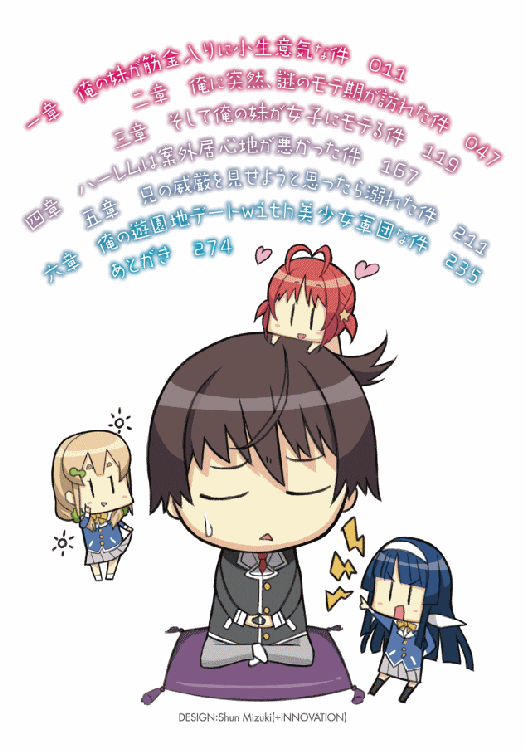 一章　俺の妹が筋金入りに小生意気な件　011
二章　俺に突然、謎のモテ期が訪れた件　047
三章　そして俺の妹が女子にモテる件　119
四章　ハーレムは案外居心地が悪かった件　167
五章　兄の威厳を見せようと思ったら溺れた件　211
六章　俺の遊園地デートwith美少女軍団な件　235
あとがき　274
DESIGN:Shun Mizuki[+iNNOVATION]